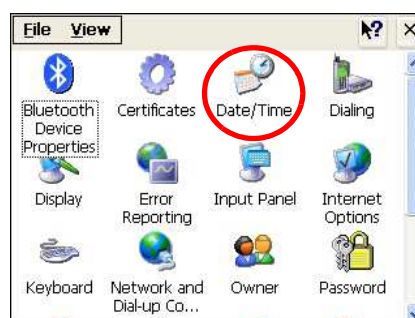 File View
Bluetooth Device Properties
Certificates
Date/Time
Dialing
Display
Error Reporting
Input Panel
Internet Options
Keyboard
Network and Dial-up Co...
Owner
Password